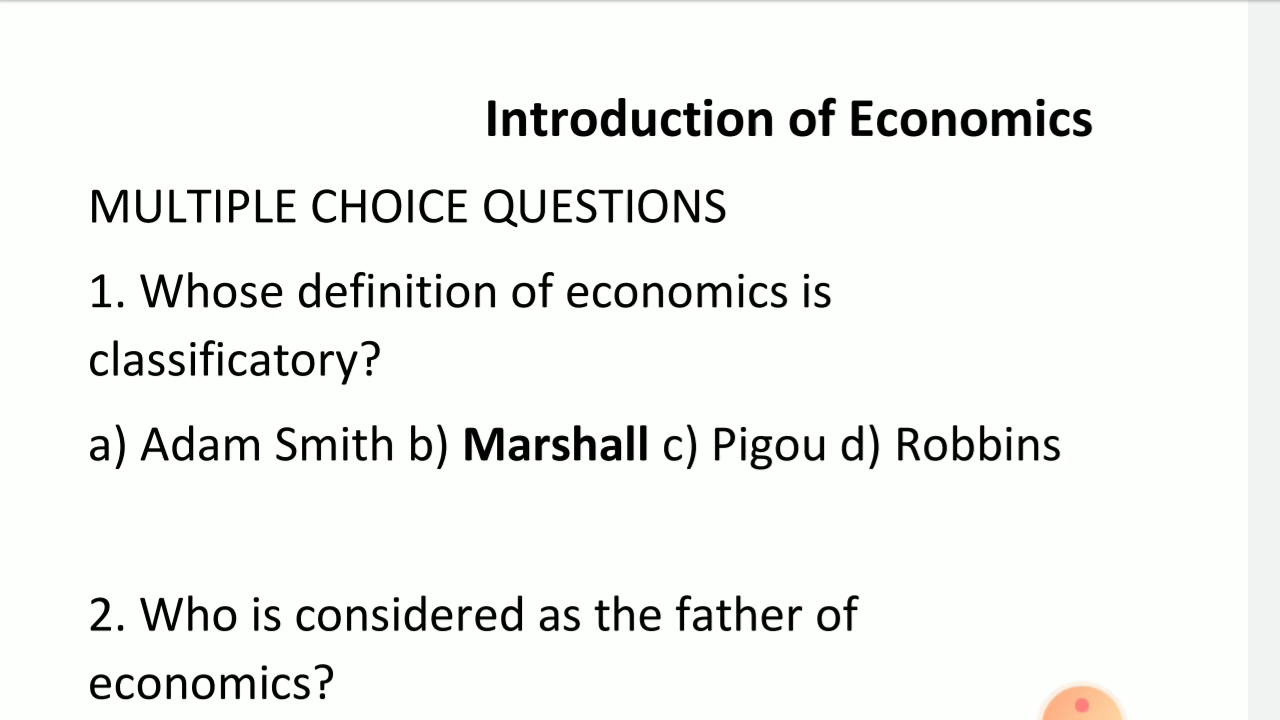 Introduction of Economics
MULTIPLE CHOICE QUESTIONS
1. Whose definition of economics is
classificatory?
a) Adam Smith b) Marshall c) Pigou d) Robbins
2. Who is considered as the father of
economics?